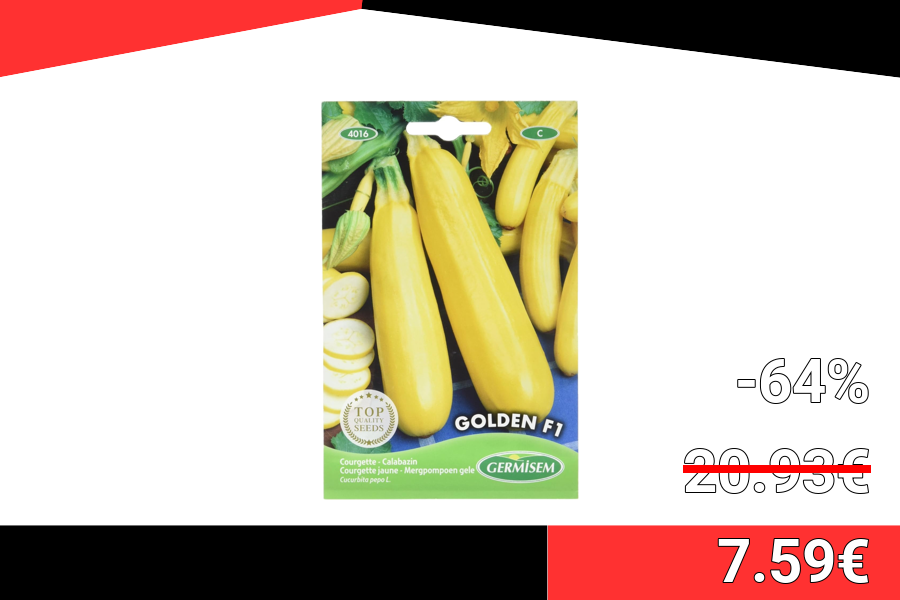 4016
C
GOLDEN F1
TOP
QUALITY
SEEDS
Courgette - Calabazin
Courgette jaune - Mergpompoen gele
Cucurbita pepo L.
GERMISEM
-64%
20.93€
7.59€